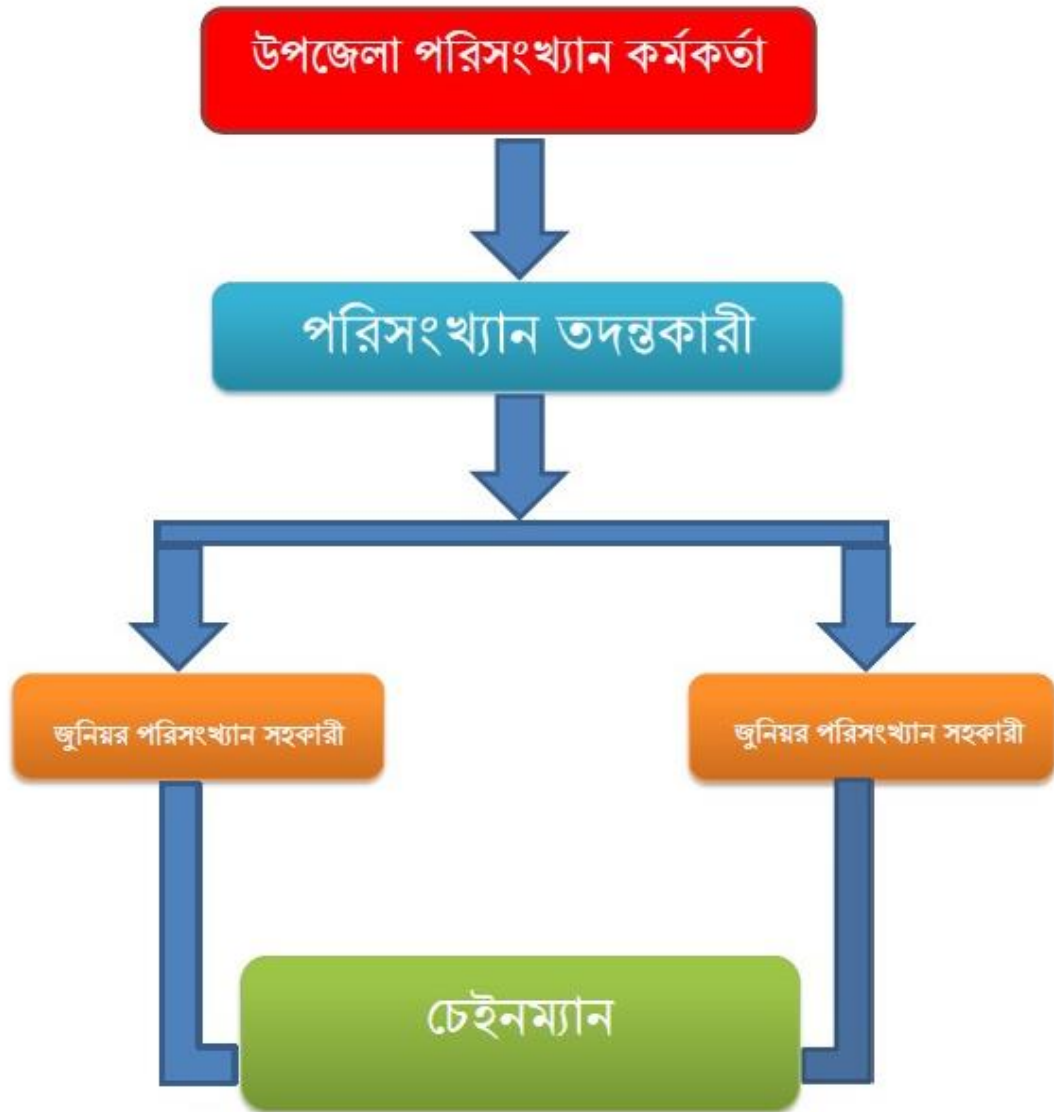 উপজেলা পরিসংখ্যান কর্মকর্তা
পরিসংখ্যান তদন্তকারী
জুনিয়র পরিসংখ্যান সহকারী
জুনিয়র পরিসংখ্যান সহকারী
চেইনম্যান